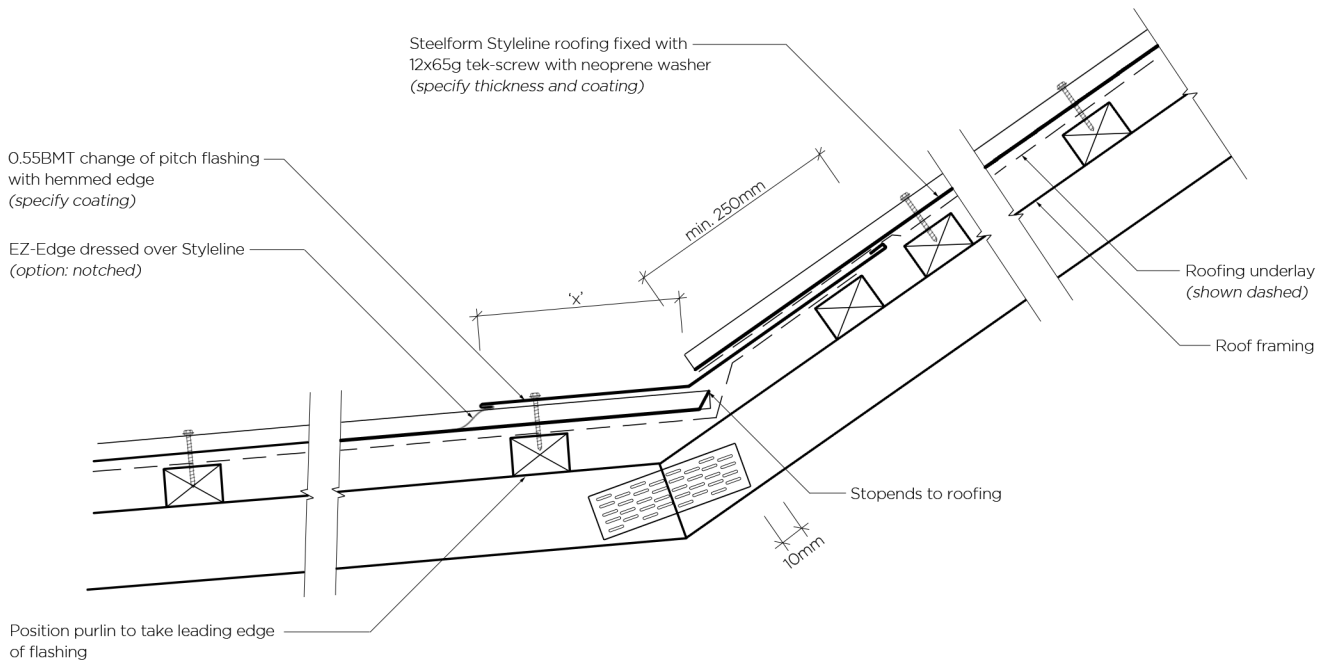 Steelform Styleline roofing fixed with
12x65g tek-screw with neoprene washer
(specify thickness and coating)
0.55BMT change of pitch flashing
with hemmed edge
(specify coating)
EZ-Edge dressed over Styleline
(option: notched)
min. 250mm
'x'
Roofing underlay
(shown dashed)
Roof framing
Stopends to roofing
10mm
Position purlin to take leading edge
of flashing